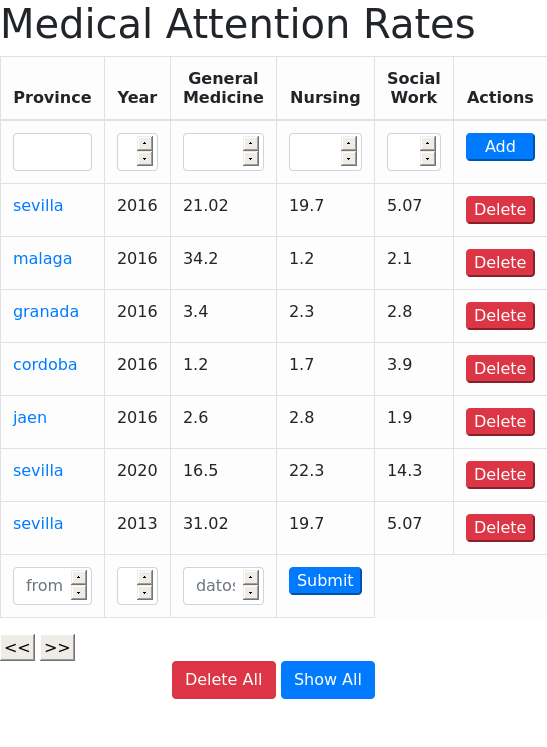 Medical Attention Rates
Province Year General Medicine Nursing Social Work Actions
Add
sevilla 2016 21.02 19.7 5.07 Delete
malaga 2016 34.2 1.2 2.1 Delete
granada 2016 3.4 2.3 2.8 Delete
cordoba 2016 1.2 1.7 3.9 Delete
jaen 2016 2.6 2.8 1.9 Delete
sevilla 2020 16.5 22.3 14.3 Delete
sevilla 2013 31.02 19.7 5.07 Delete
from datos Submit
<< >>
Delete All Show All